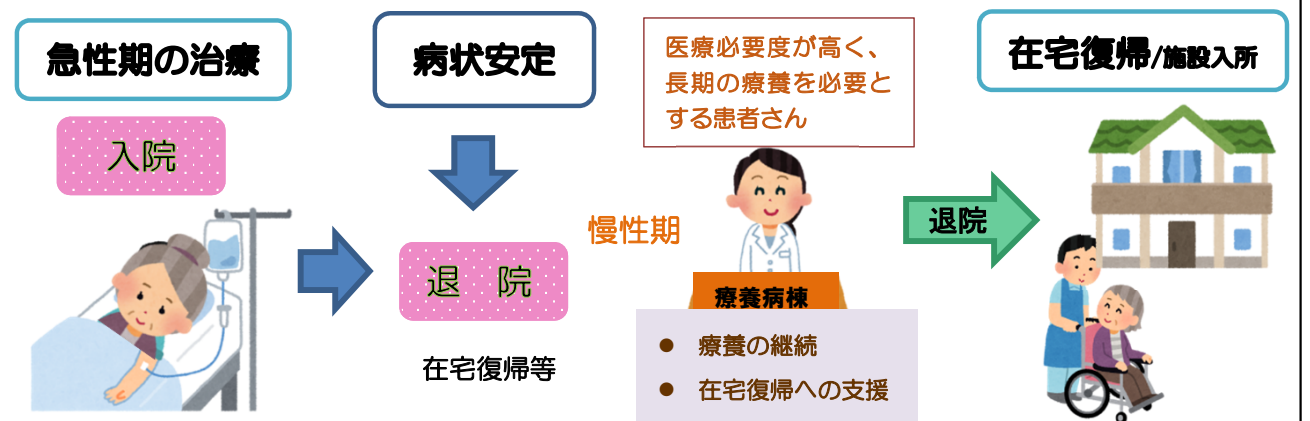 急性期の治療
入院
病状安定
退　院
在宅復帰等
医療必要度が高く、
長期の療養を必要と
する患者さん
慢性期
療養病棟
● 療養の継続
● 在宅復帰への支援
退院
在宅復帰/施設入所